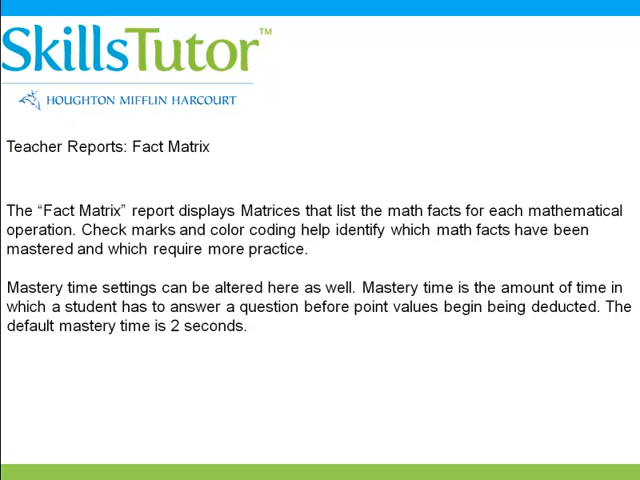 SkillsTutor™
HOUGHTON MIFFLIN HARCOURT
Teacher Reports: Fact Matrix
The “Fact Matrix” report displays Matrices that list the math facts for each mathematical
operation. Check marks and color coding help identify which math facts have been
mastered and which require more practice.
Mastery time settings can be altered here as well. Mastery time is the amount of time in
which a student has to answer a question before point values begin being deducted. The
default mastery time is 2 seconds.